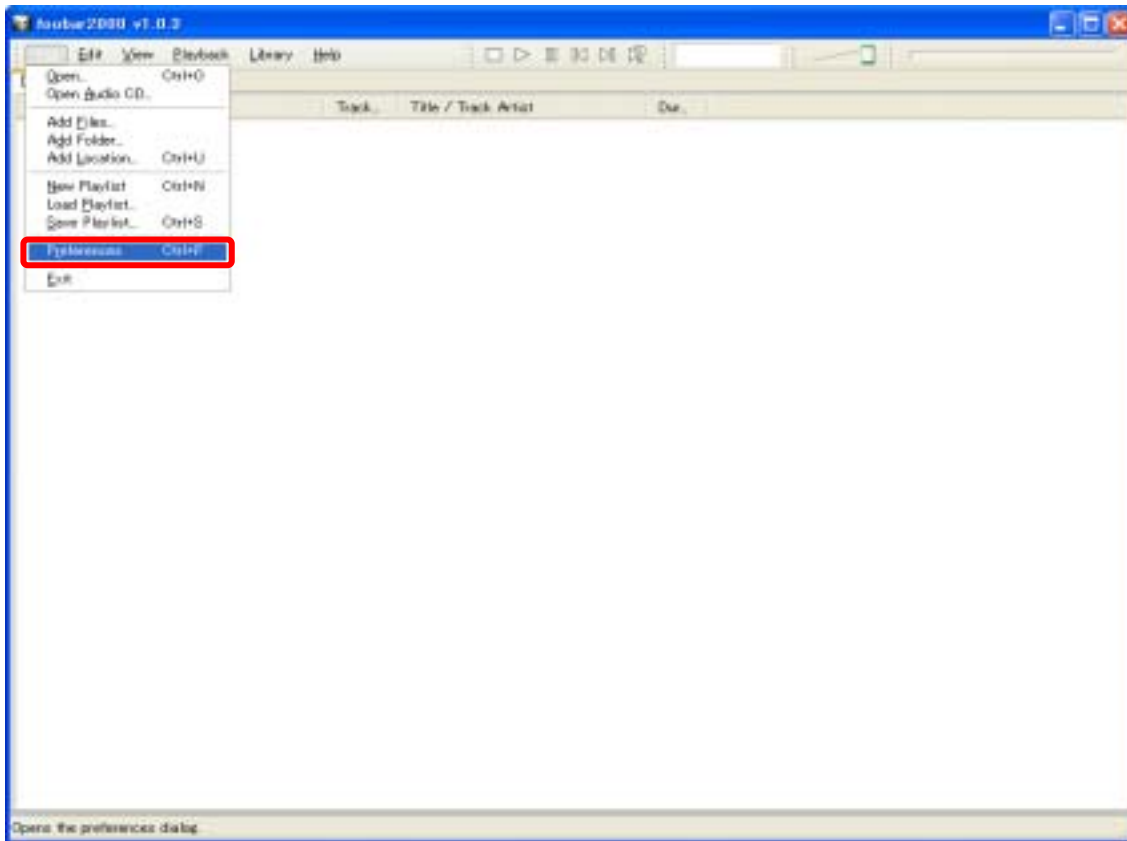 foobar2000 v1.0.3
Edit View Playback Library Help
Open... Ctrl+O
Open Audio CD...
Track... Title / Track Artist Dur...
Add Files...
Add Folder...
Add Location... Ctrl+U
New Playlist Ctrl+N
Load Playlist...
Save Playlist... Ctrl+S
Preferences Ctrl+P
Exit
Opens the preferences dialog.